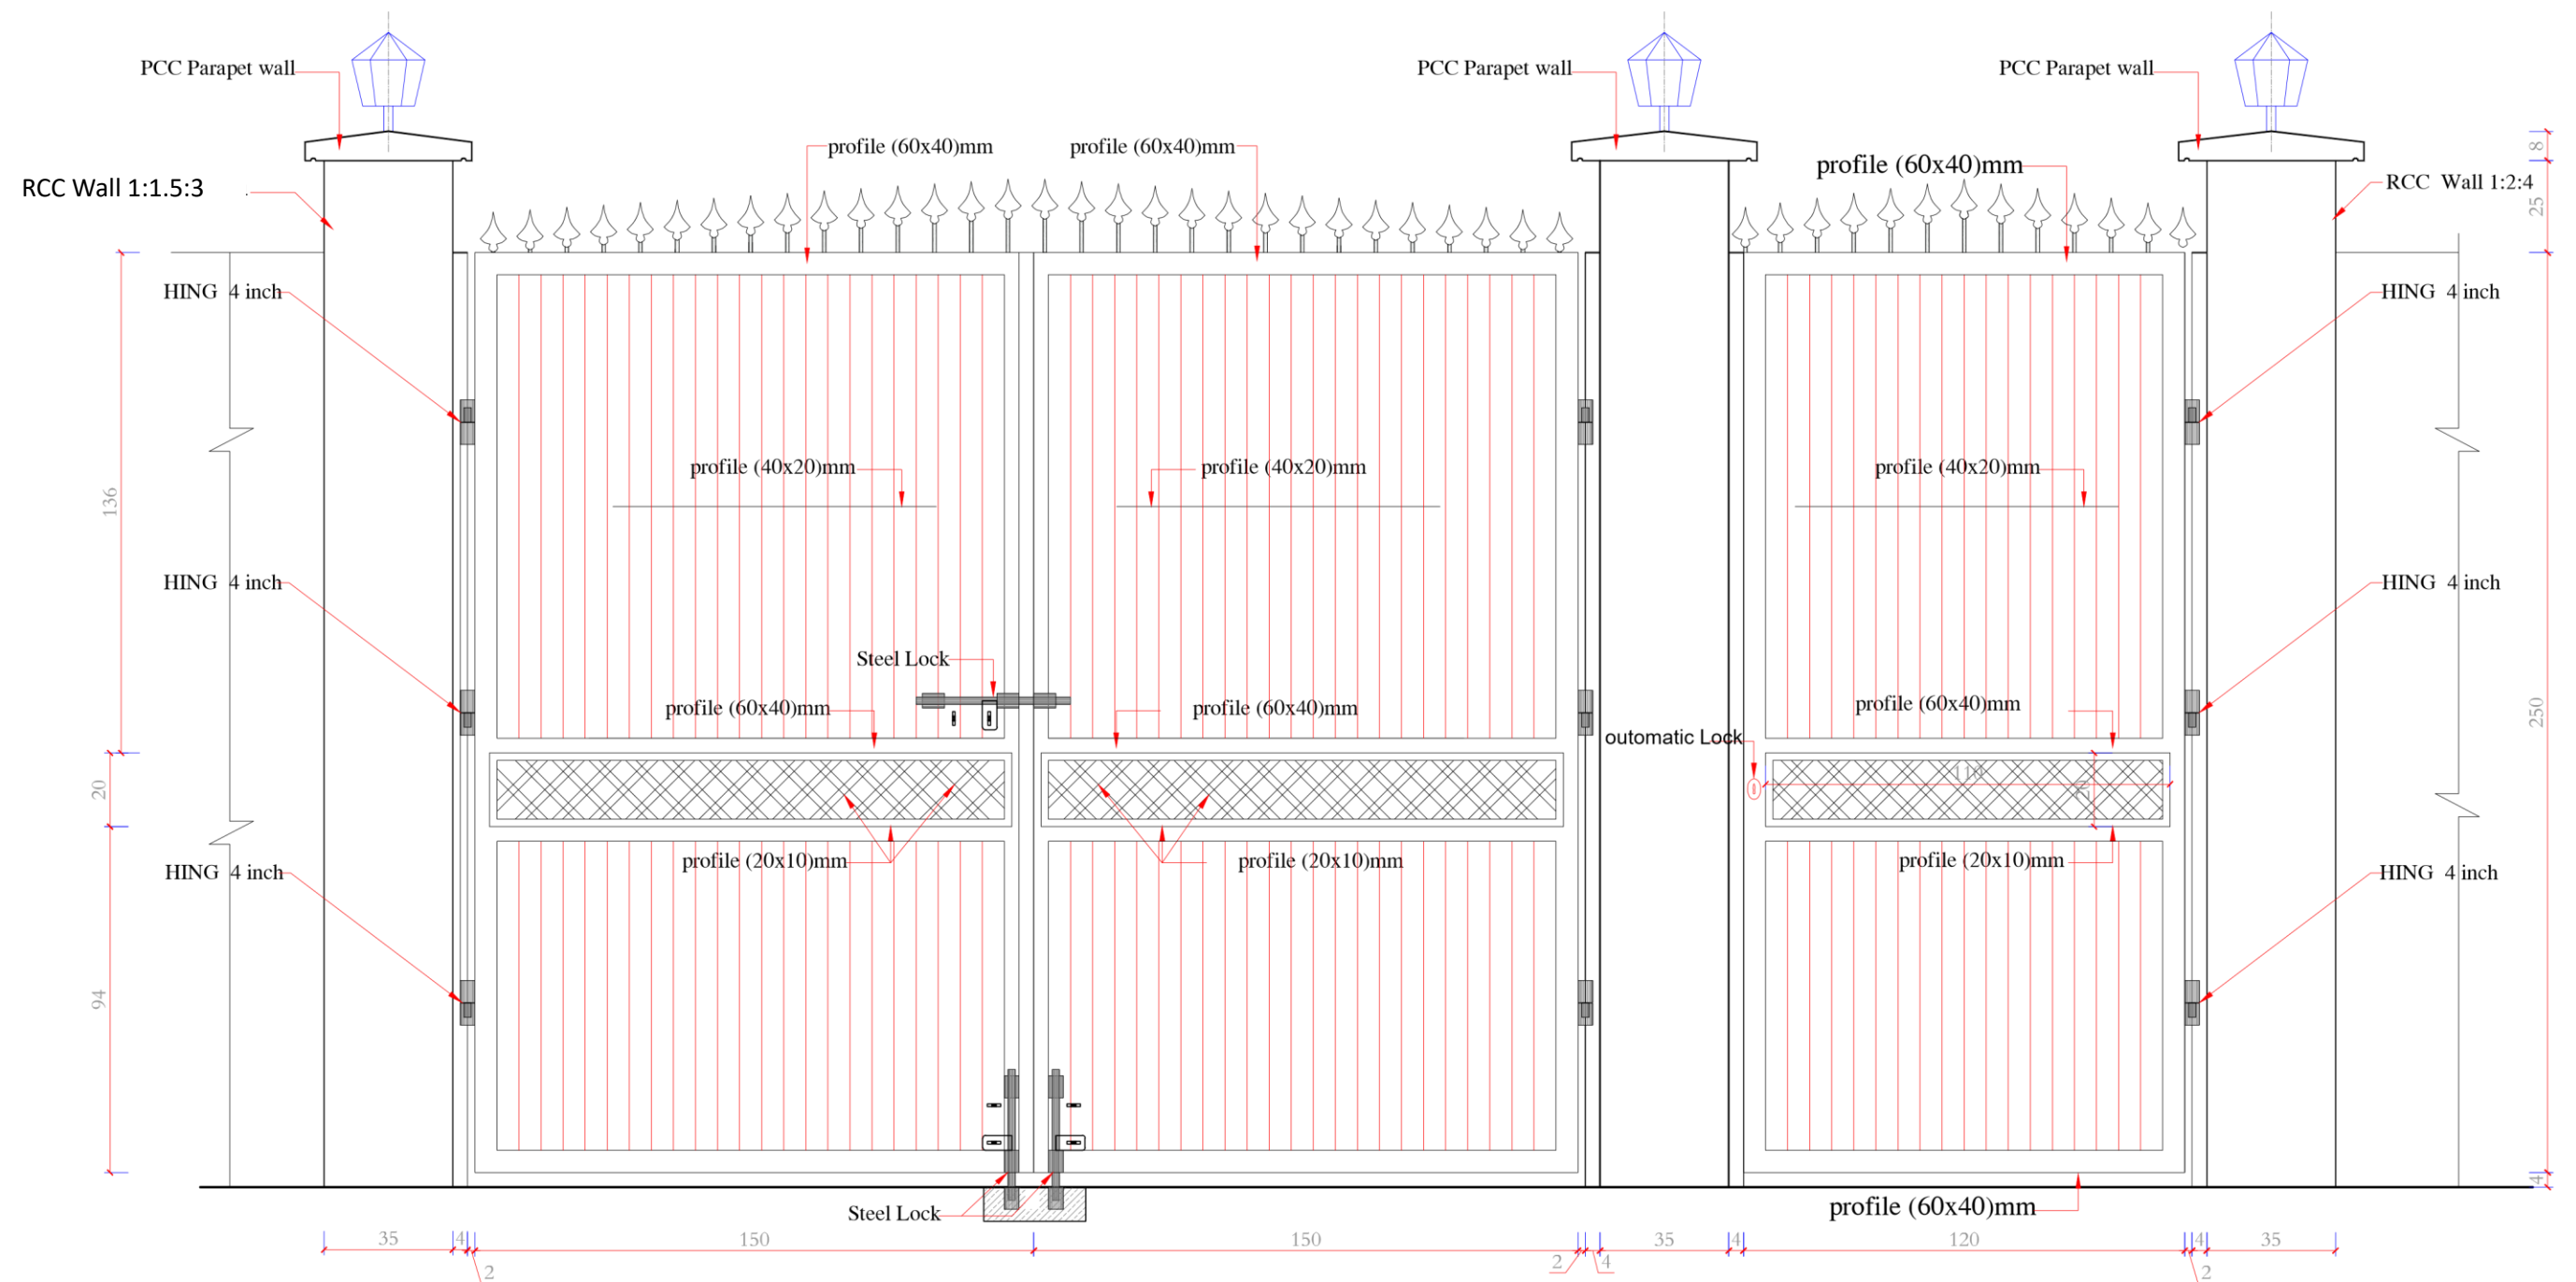 PCC Parapet wall
PCC Parapet wall
PCC Parapet wall
profile (60x40)mm
profile (60x40)mm
profile (60x40)mm
8
RCC Wall 1:1.5:3
RCC Wall 1:2:4
25
HING 4 inch
HING 4 inch
profile (40x20)mm
profile (40x20)mm
profile (40x20)mm
136
HING 4 inch
HING 4 inch
Steel Lock
profile (60x40)mm
profile (60x40)mm
profile (60x40)mm
250
outomatic Lock
110
20
20
profile (20x10)mm
profile (20x10)mm
profile (20x10)mm
HING 4 inch
HING 4 inch
94
4
Steel Lock
profile (60x40)mm
35
4
150
150
35
4
120
4
35
2
2
4
2